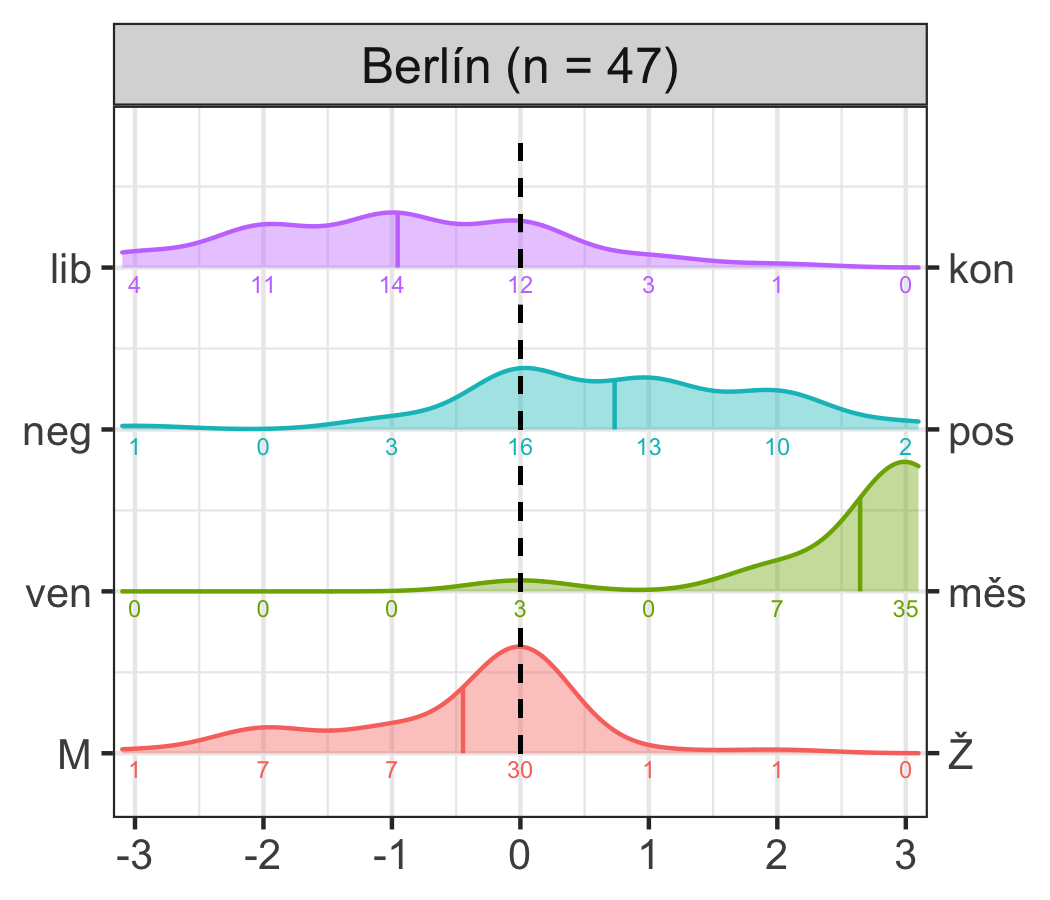 Berlín (n = 47)
lib kon
4 11 14 12 3 1 0
neg pos
1 0 3 16 13 10 2
ven měs
0 0 0 3 0 7 35
M Ž
1 7 7 30 1 1 0
-3 -2 -1 0 1 2 3